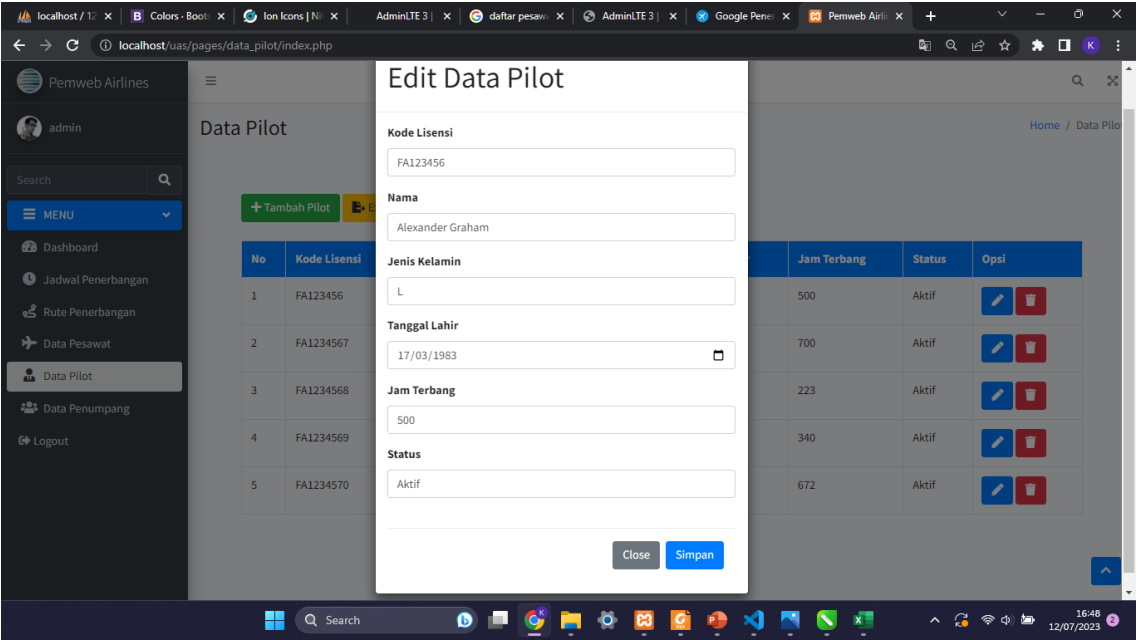 localhost / 12
Colors · Boots
Ion Icons | Ni
AdminLTE 3 |
daftar pesaw
AdminLTE 3 |
Google Pene
Pemweb Airli
localhost/uas/pages/data_pilot/index.php
K
Pemweb Airlines
admin
Search
MENU
Dashboard
Jadwal Penerbangan
Rute Penerbangan
Data Pesawat
Data Pilot
Data Penumpang
Logout
Data Pilot
Home / Data Pilo
Tambah Pilot
No Kode Lisensi Jam Terbang Status Opsi
1 FA123456 500 Aktif
2 FA1234567 700 Aktif
3 FA1234568 223 Aktif
4 FA1234569 340 Aktif
5 FA1234570 672 Aktif
Edit Data Pilot
Kode Lisensi
FA123456
Nama
Alexander Graham
Jenis Kelamin
L
Tanggal Lahir
17/03/1983
Jam Terbang
500
Status
Aktif
Close Simpan
Search
16:48
12/07/2023
2